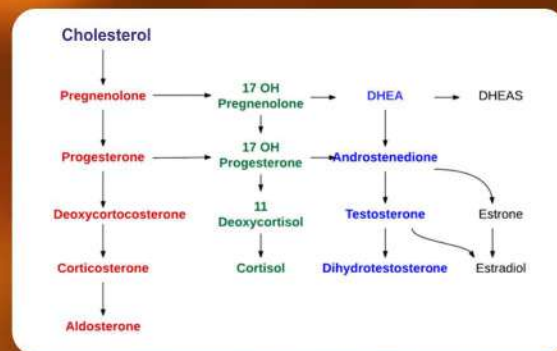 Cholesterol
Pregnenolone
17 OH
Pregnenolone
DHEA
DHEAS
Progesterone
17 OH
Progesterone
Androstenedione
Deoxycortocosterone
11
Deoxycortisol
Testosterone
Estrone
Corticosterone
Cortisol
Dihydrotestosterone
Estradiol
Aldosterone